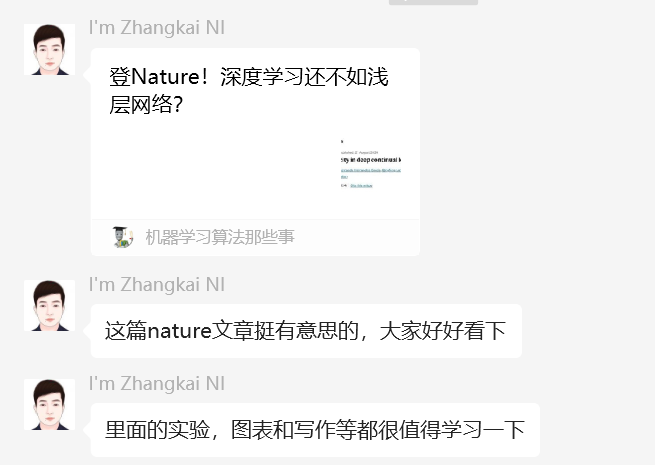 I'm Zhangkai NI
登Nature！深度学习还不如浅
层网络？
ity in deep continual l
机器学习算法那些事
I'm Zhangkai NI
这篇nature文章挺有意思的，大家好好看下
I'm Zhangkai NI
里面的实验，图表和写作等都很值得学习一下